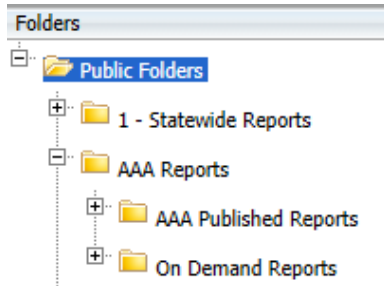 Folders
Public Folders
1 - Statewide Reports
AAA Reports
AAA Published Reports
On Demand Reports